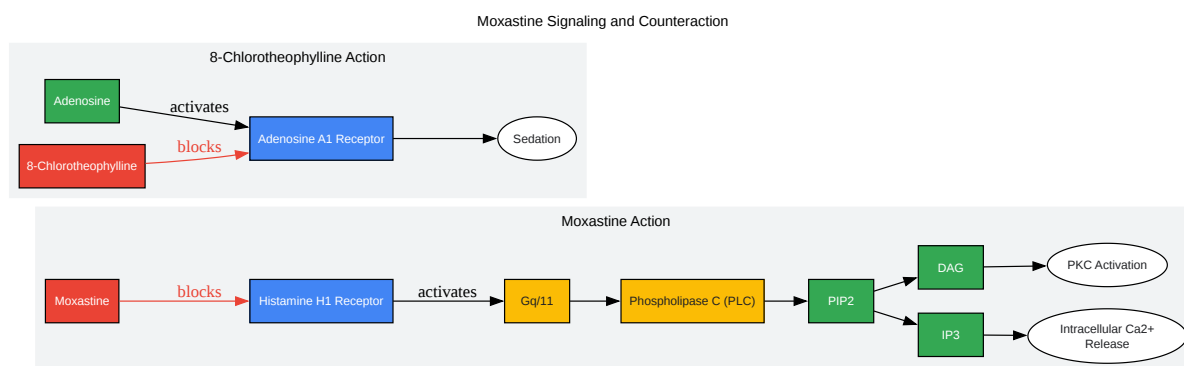 Moxastine Signaling and Counteraction
8-Chlorotheophylline Action
Adenosine
activates
8-Chlorotheophylline
blocks
Adenosine A1 Receptor
Sedation
Moxastine Action
Moxastine
blocks
Histamine H1 Receptor
activates
Gq/11
Phospholipase C (PLC)
PIP2
DAG
PKC Activation
IP3
Intracellular Ca2+
Release